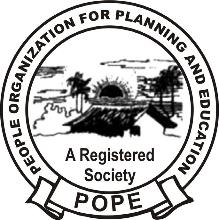 PEOPLE ORGANIZATION FOR PLANNING AND EDUCATION
A Registered
Society
POPE